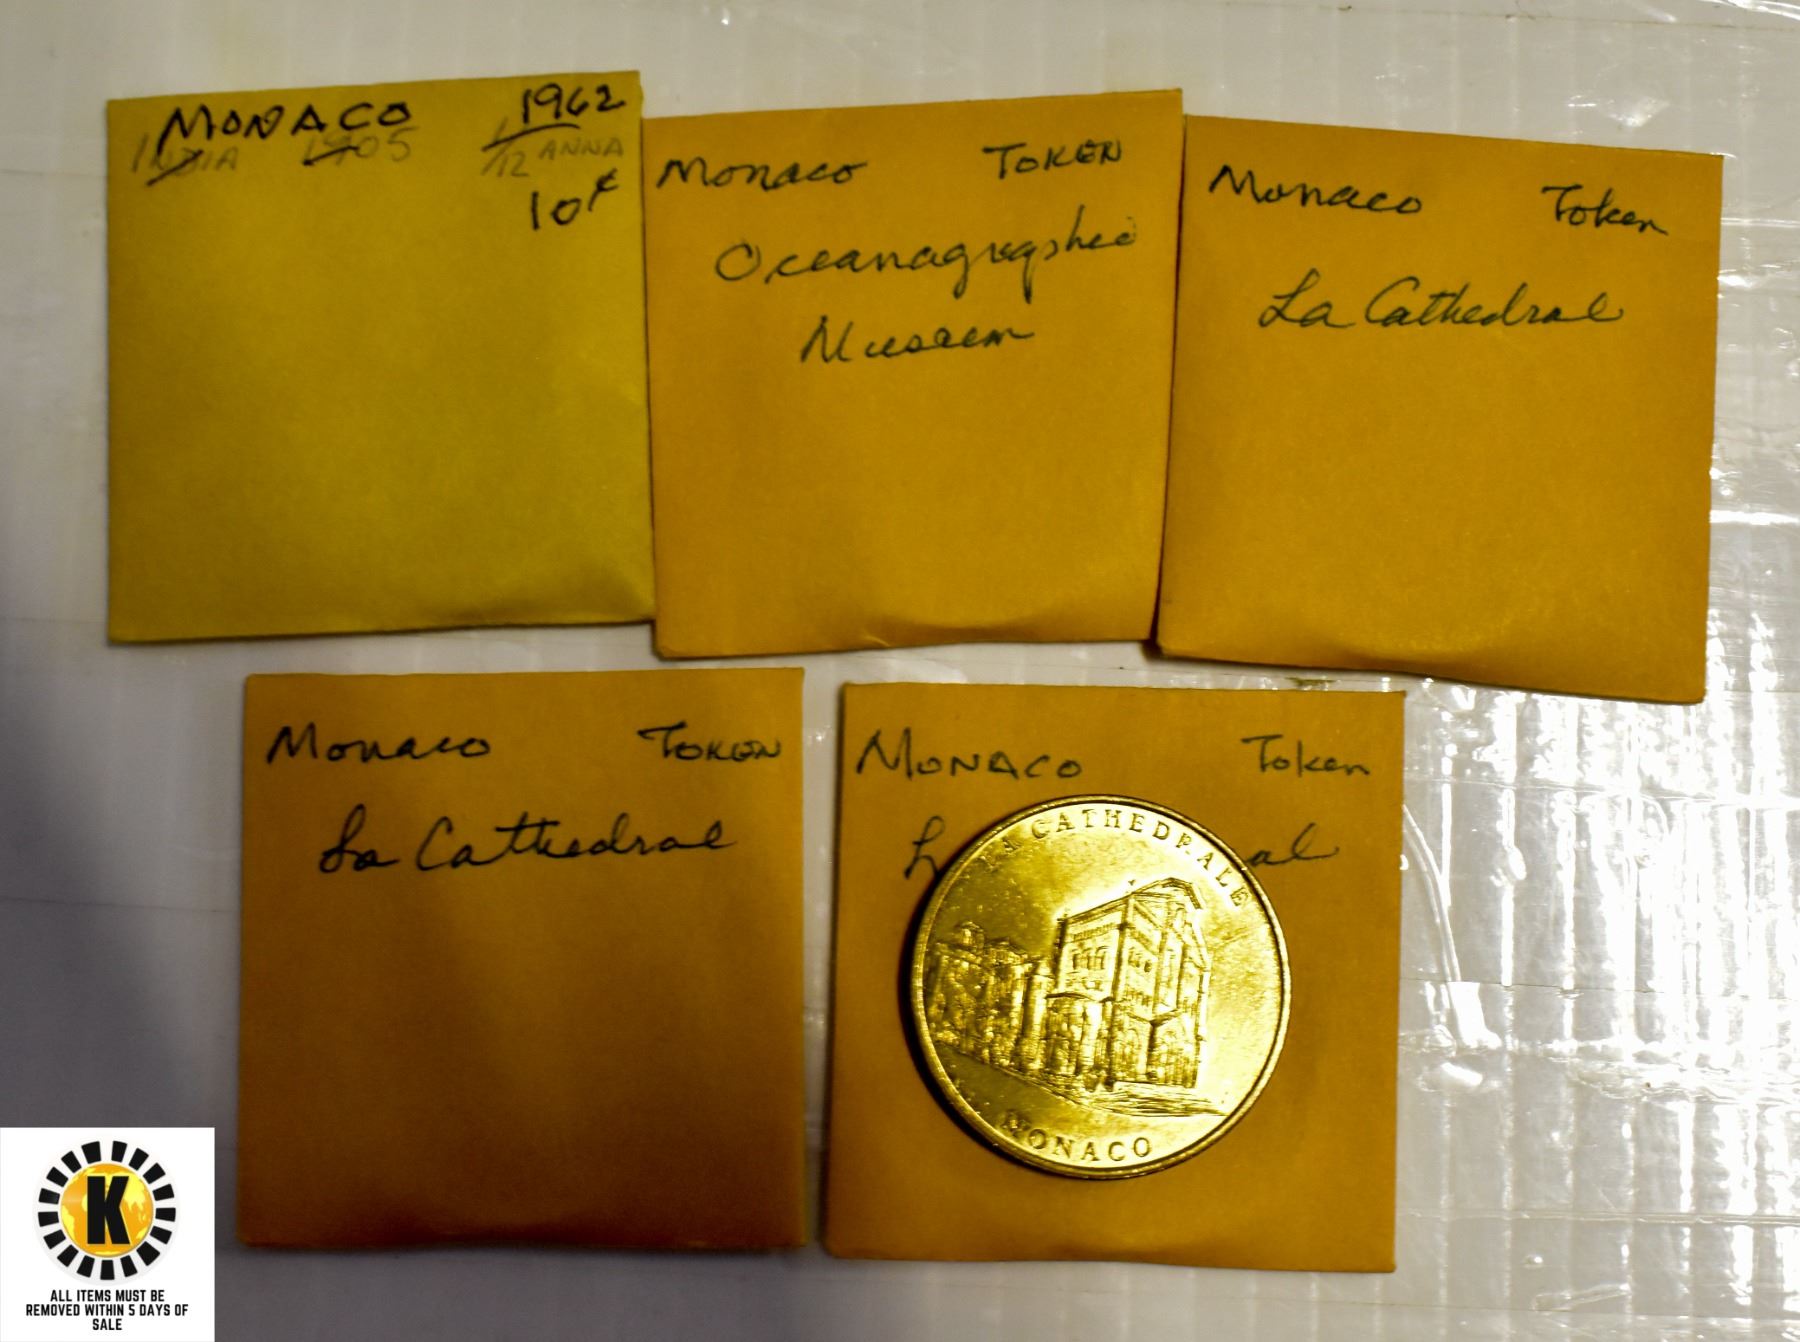 MONACO 1962
INDIA 1905 1/12 ANNA
10¢
Monaco TOKEN
Oceanagraphic
Museum
Monaco Token
La Cathedral
Monaco TOKEN
La Cathedral
MONACO Token
L al
LA CATHEDRALE
MONACO
K
ALL ITEMS MUST BE
REMOVED WITHIN 5 DAYS OF
SALE